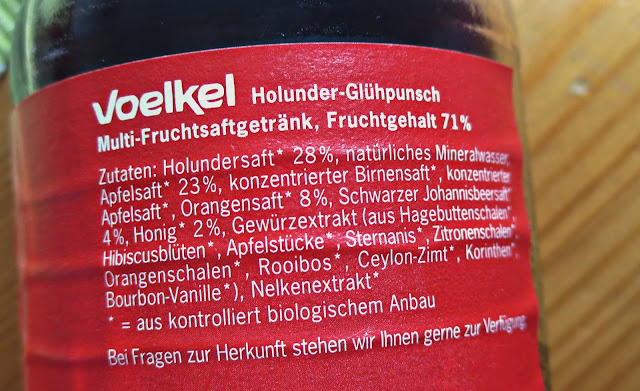 Voelkel Holunder-Glühpunsch
Multi-Fruchtsaftgetränk, Fruchtgehalt 71%
Zutaten: Holundersaft* 28%, natürliches Mineralwasser,
Apfelsaft* 23%, konzentrierter Birnensaft*, konzentrierter
Apfelsaft*, Orangensaft* 8%, Schwarzer Johannisbeersaft*
4%, Honig* 2%, Gewürzextrakt (aus Hagebuttenschalen*,
Hibiscusblüten*, Apfelstücke*, Sternanis*, Zitronenschalen*,
Orangenschalen*, Rooibos*, Ceylon-Zimt*, Korinthen*,
Bourbon-Vanille*), Nelkenextrakt*
* = aus kontrolliert biologischem Anbau
Bei Fragen zur Herkunft stehen wir Ihnen gerne zur Verfügung.